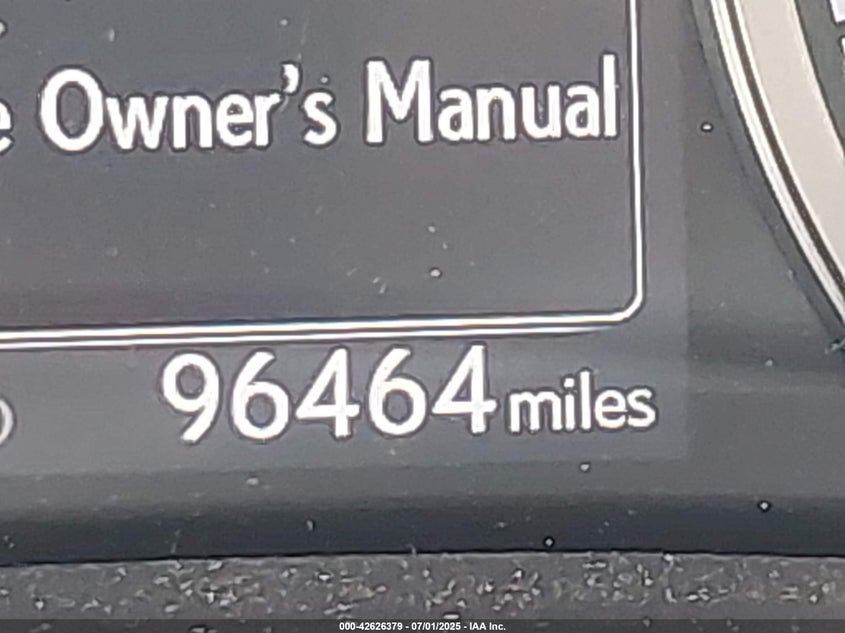 Owner's Manual
96464 miles
000-42626379 - 07/01/2025 - IAA Inc.